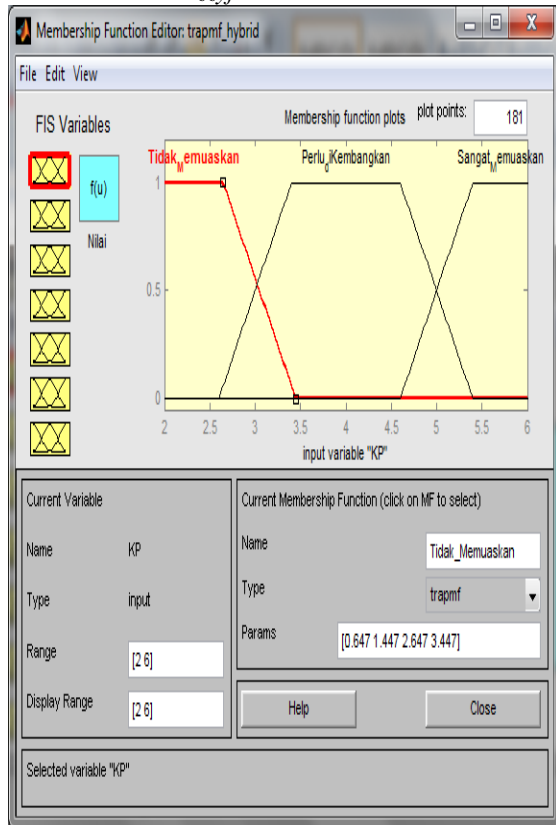 Membership Function Editor: trapmf_hybrid
File Edit View
FIS Variables
f(u)
Nilai
Membership function plots
plot points:
181
Tidak_Memuaskan
Perlu_diKembangkan
Sangat_Memuaskan
1
0.5
0
2 2.5 3 3.5 4 4.5 5 5.5 6
input variable "KP"
Current Variable
Name KP
Type input
Range [2 6]
Display Range [2 6]
Current Membership Function (click on MF to select)
Name Tidak_Memuaskan
Type trapmf
Params [0.647 1.447 2.647 3.447]
Help Close
Selected variable "KP"